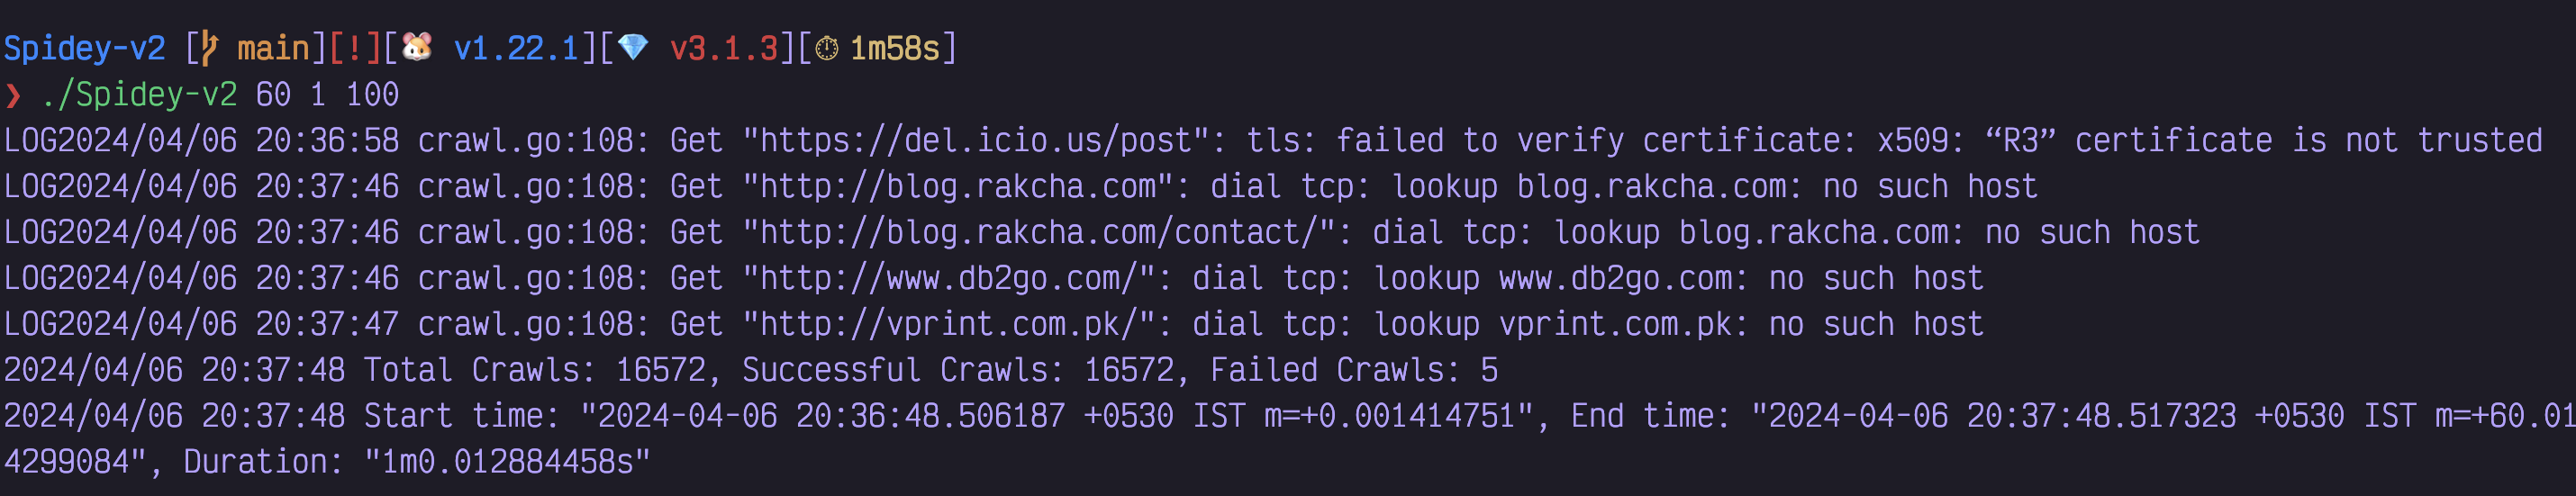 Spidey-v2 [ main][!][🐹 v1.22.1][💎 v3.1.3][⏱ 1m58s]
❯ ./Spidey-v2 60 1 100
LOG2024/04/06 20:36:58 crawl.go:108: Get "https://del.icio.us/post": tls: failed to verify certificate: x509: “R3” certificate is not trusted
LOG2024/04/06 20:37:46 crawl.go:108: Get "http://blog.rakcha.com": dial tcp: lookup blog.rakcha.com: no such host
LOG2024/04/06 20:37:46 crawl.go:108: Get "http://blog.rakcha.com/contact/": dial tcp: lookup blog.rakcha.com: no such host
LOG2024/04/06 20:37:46 crawl.go:108: Get "http://www.db2go.com/": dial tcp: lookup www.db2go.com: no such host
LOG2024/04/06 20:37:47 crawl.go:108: Get "http://vprint.com.pk/": dial tcp: lookup vprint.com.pk: no such host
2024/04/06 20:37:48 Total Crawls: 16572, Successful Crawls: 16572, Failed Crawls: 5
2024/04/06 20:37:48 Start time: "2024-04-06 20:36:48.506187 +0530 IST m=+0.001414751", End time: "2024-04-06 20:37:48.517323 +0530 IST m=+60.01
4299084", Duration: "1m0.012884458s"